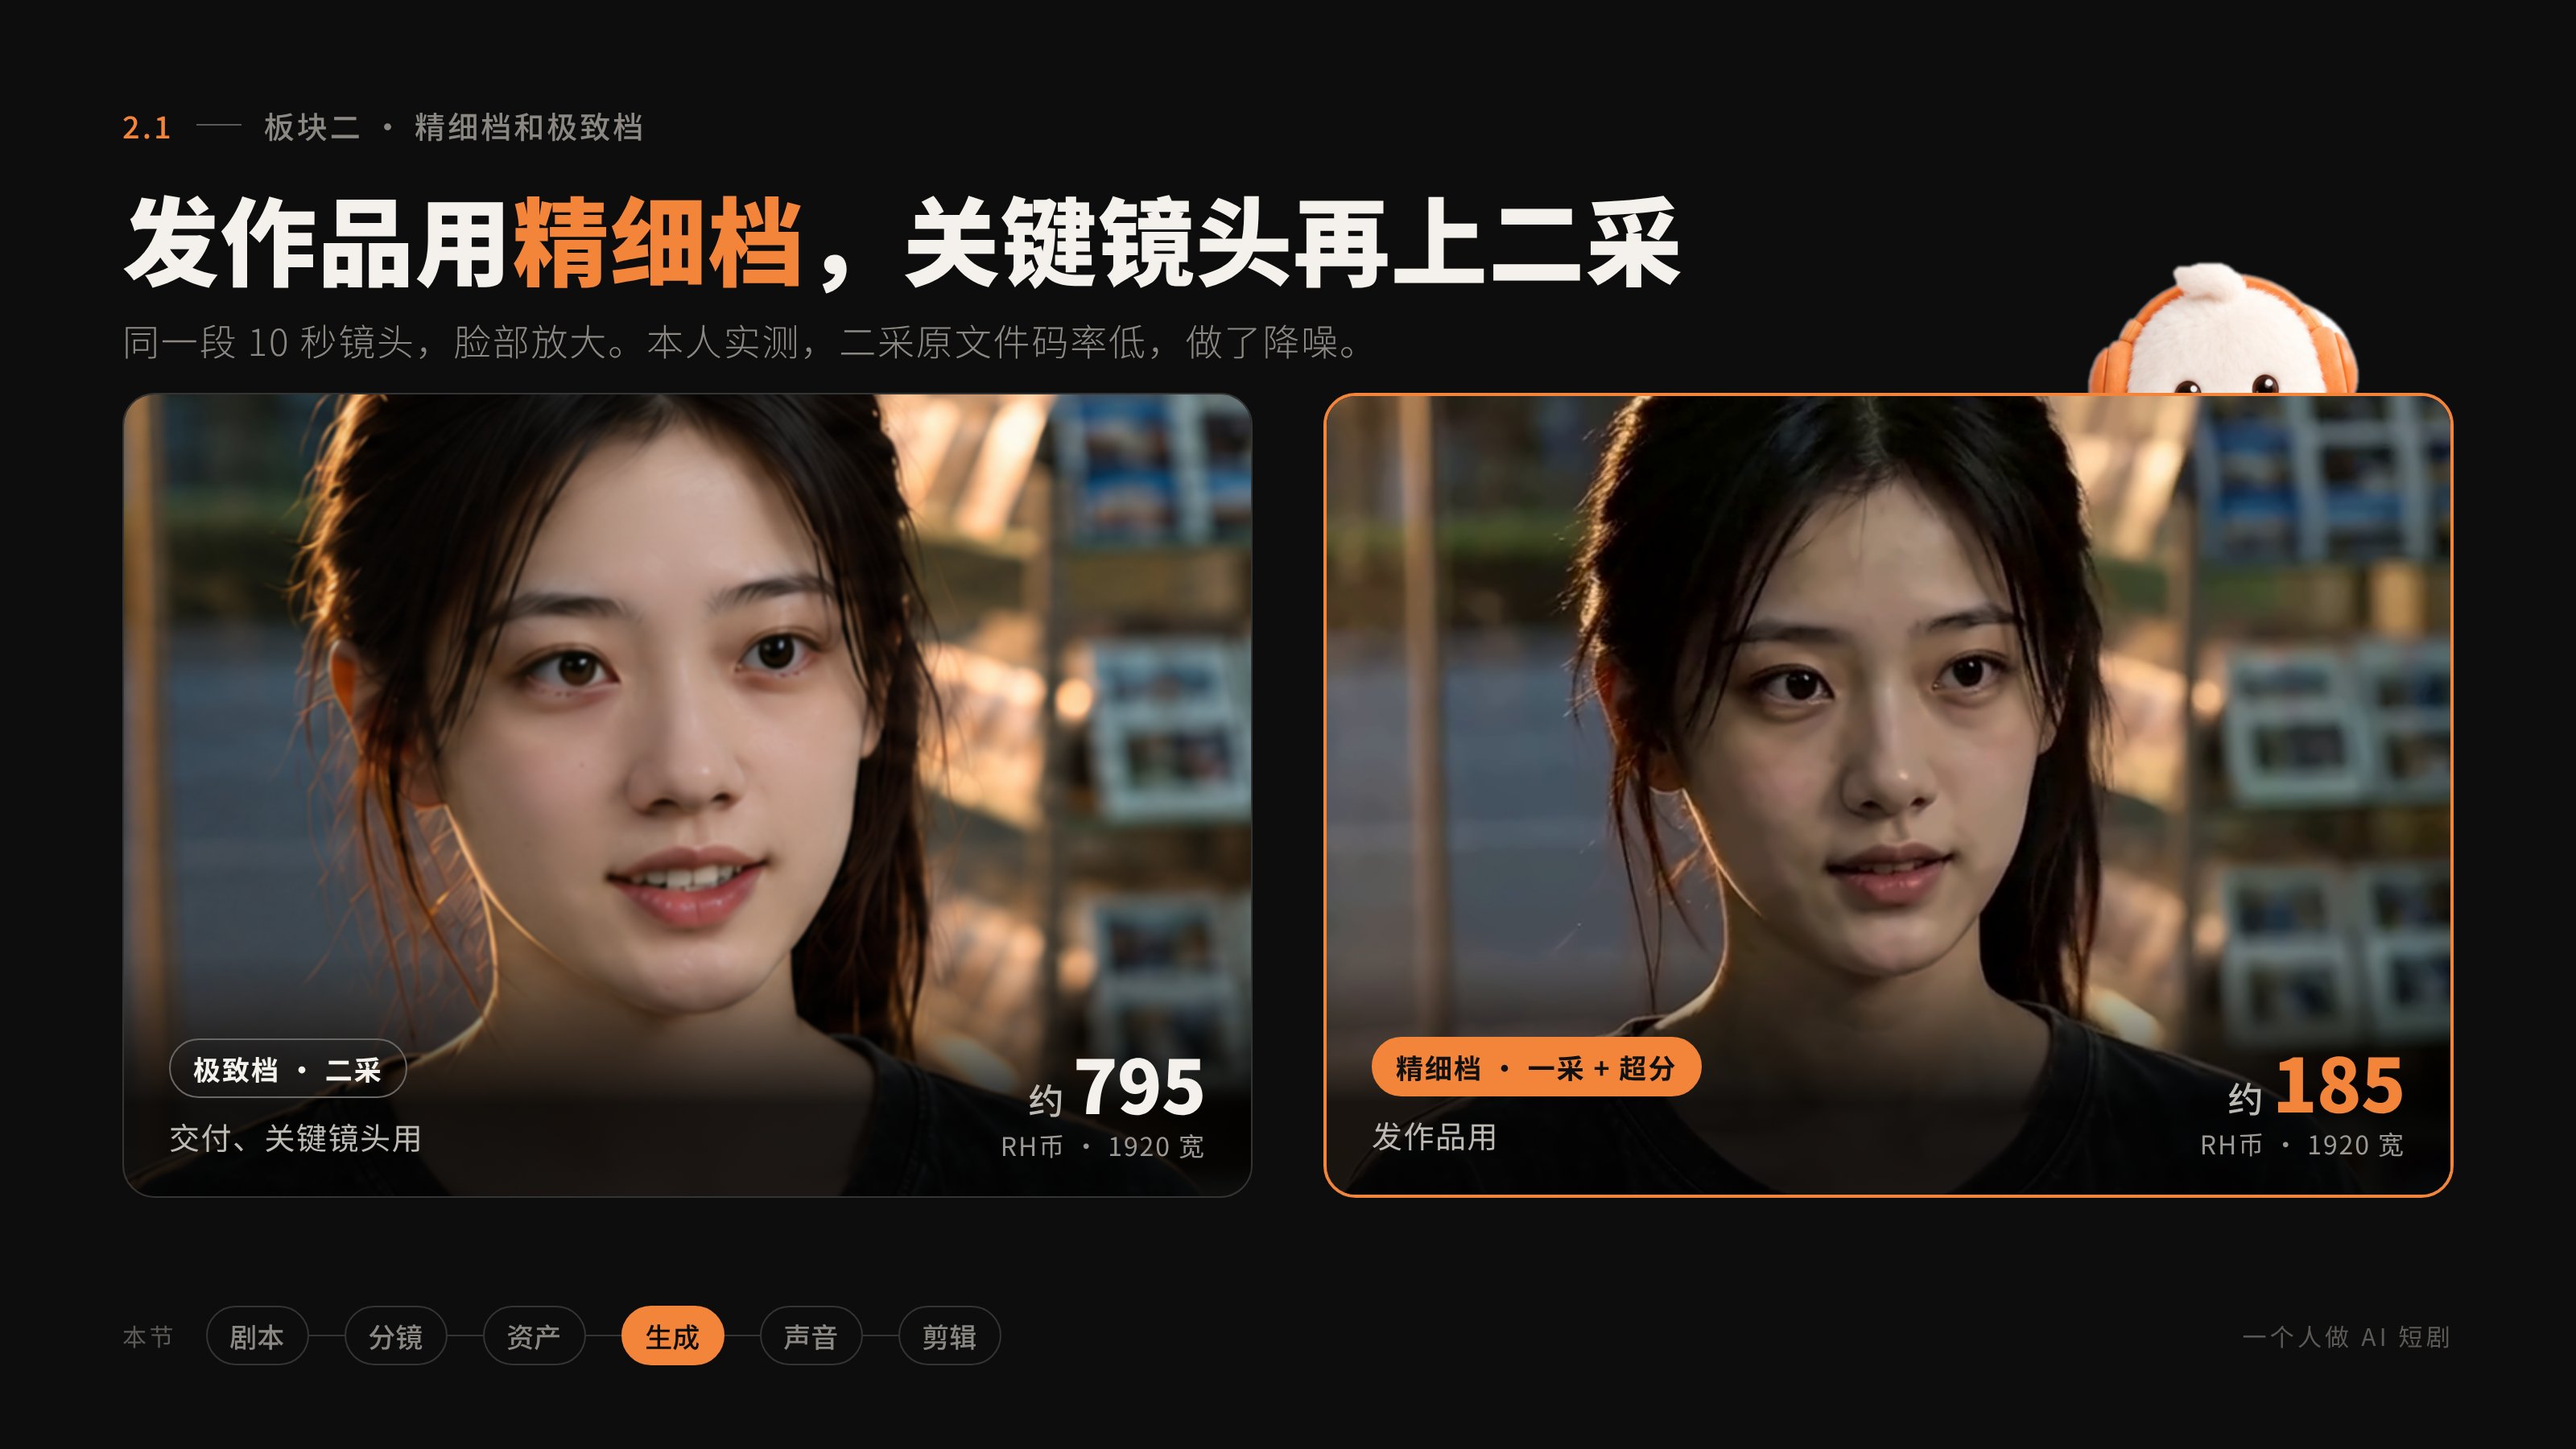 2.1 — 板块二 · 精细档和极致档
发作品用精细档，关键镜头再上二采
同一段 10 秒镜头，脸部放大。本人实测，二采原文件码率低，做了降噪。
极致档 · 二采
交付、关键镜头用
约 795
RH币 · 1920 宽
精细档 · 一采 + 超分
发作品用
约 185
RH币 · 1920 宽
本节 剧本 分镜 资产 生成 声音 剪辑
一个人做 AI 短剧